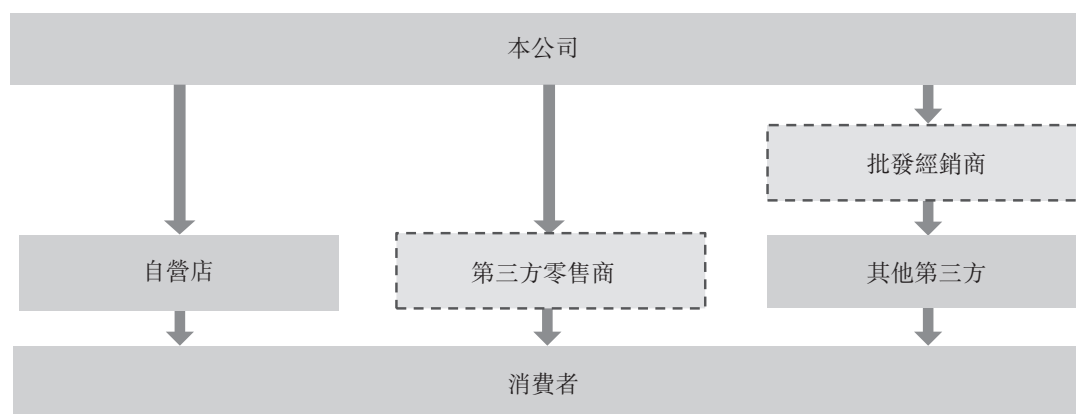 本公司
批發經銷商
自營店
第三方零售商
其他第三方
消費者